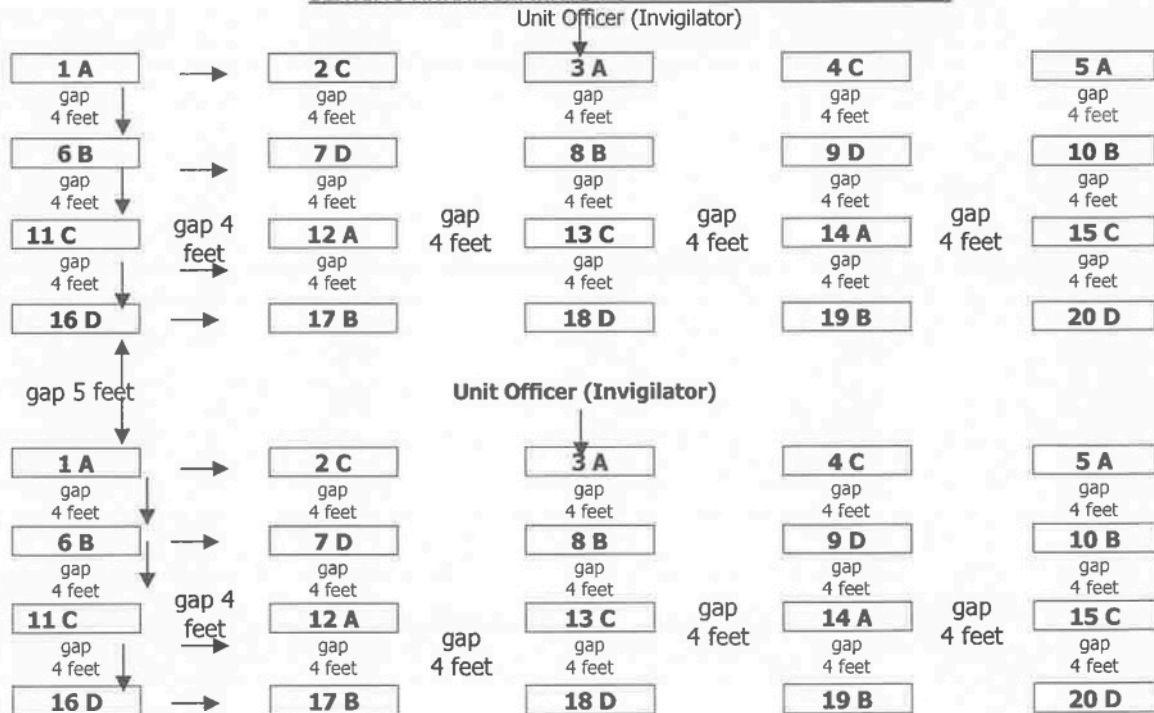 Unit Officer (Invigilator)
1 A 2 C 3 A 4 C 5 A
gap gap gap gap gap
4 feet 4 feet 4 feet 4 feet 4 feet
6 B 7 D 8 B 9 D 10 B
gap gap gap gap gap
4 feet 4 feet 4 feet 4 feet 4 feet
11 C gap 4 feet 12 A gap 4 feet 13 C gap 4 feet 14 A gap 4 feet 15 C
gap gap gap gap gap
4 feet 4 feet 4 feet 4 feet 4 feet
16 D 17 B 18 D 19 B 20 D
gap 5 feet
Unit Officer (Invigilator)
1 A 2 C 3 A 4 C 5 A
gap gap gap gap gap
4 feet 4 feet 4 feet 4 feet 4 feet
6 B 7 D 8 B 9 D 10 B
gap gap gap gap gap
4 feet 4 feet 4 feet 4 feet 4 feet
11 C gap 4 feet 12 A gap 4 feet 13 C gap 4 feet 14 A gap 4 feet 15 C
gap gap gap gap gap
4 feet 4 feet 4 feet 4 feet 4 feet
16 D 17 B 18 D 19 B 20 D